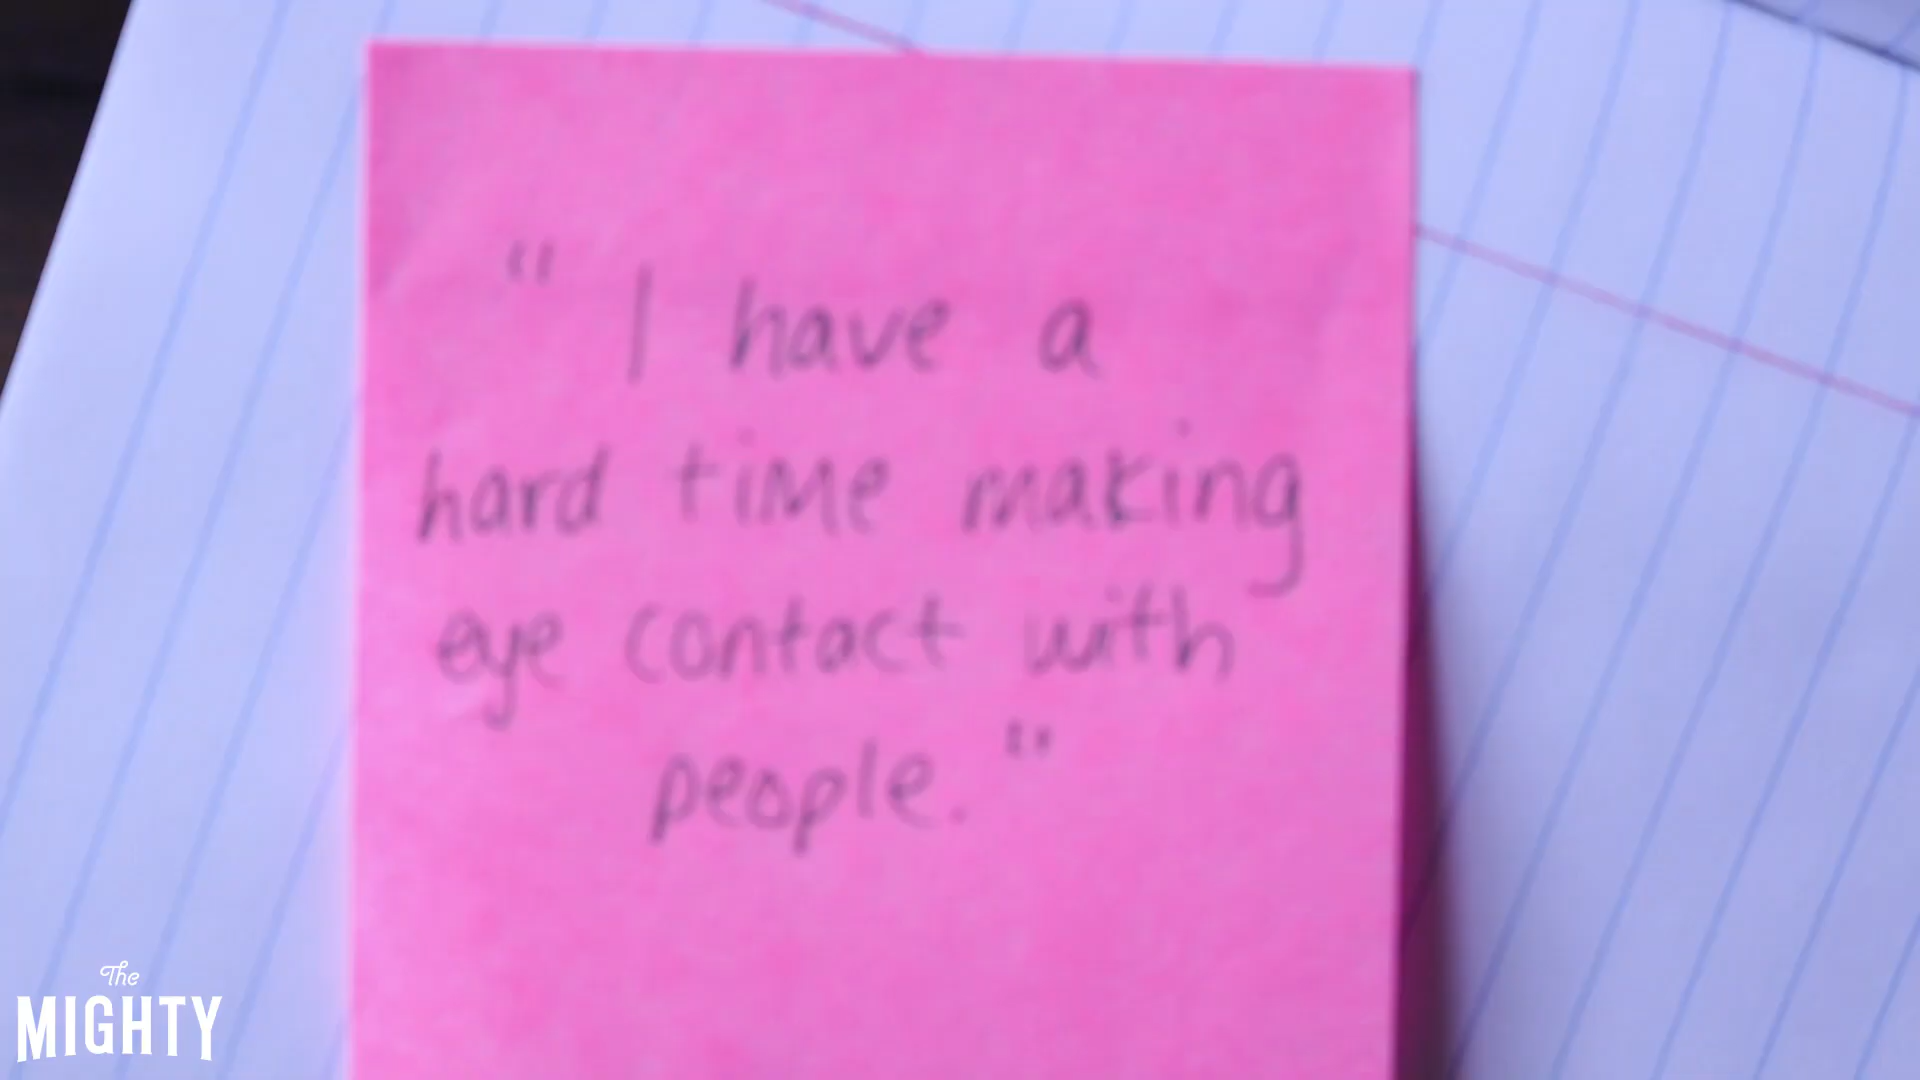 " I have a
hard time making
eye contact with
people. "
The
MIGHTY